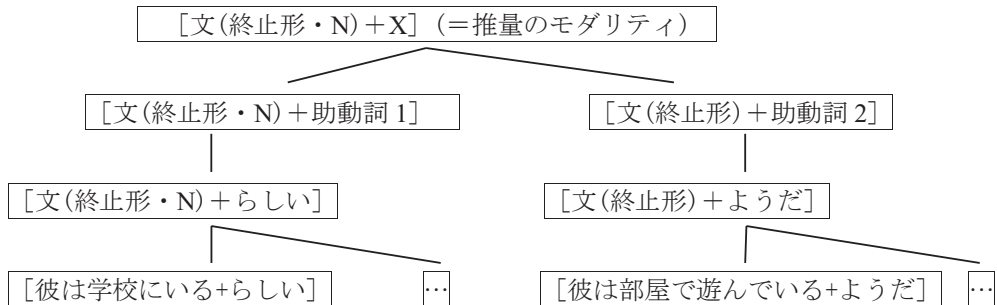 ［文(終止形・N)＋X］(＝推量のモダリティ）
［文(終止形・N)＋助動詞 1］ ［文(終止形)＋助動詞 2］
［文(終止形・N)＋らしい］ ［文(終止形)＋ようだ］
［彼は学校にいる+らしい］ … ［彼は部屋で遊んでいる+ようだ］ …